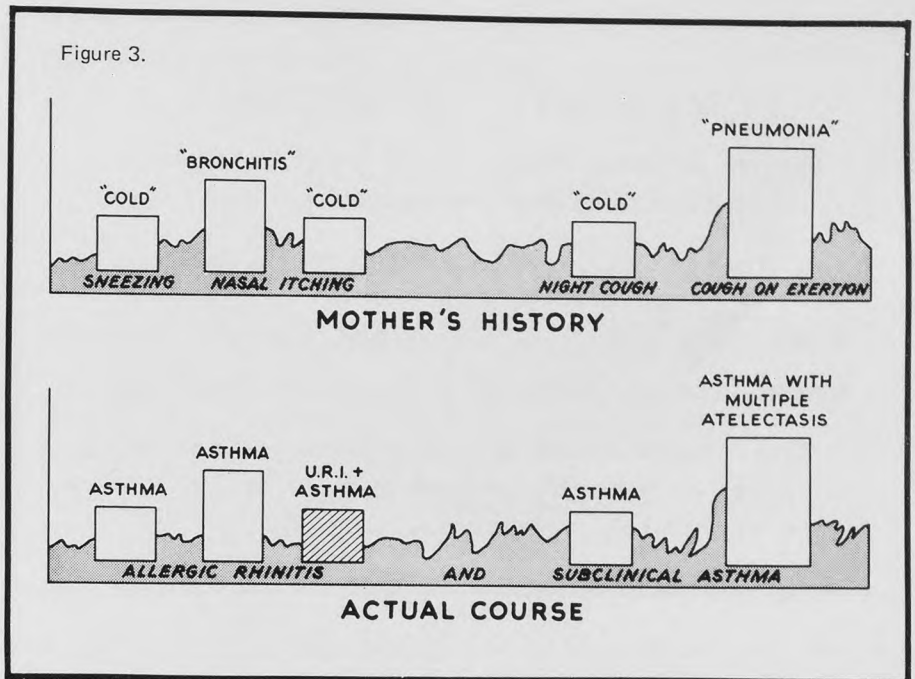 Figure 3.
"PNEUMONIA"
"BRONCHITIS"
"COLD"
"COLD"
"COLD"
SNEEZING
NASAL ITCHING
NIGHT COUGH
COUGH ON EXERTION
MOTHER'S HISTORY
ASTHMA WITH
MULTIPLE
ATELECTASIS
ASTHMA
U.R.I. +
ASTHMA
ASTHMA
ASTHMA
ALLERGIC RHINITIS
AND
SUBCLINICAL ASTHMA
ACTUAL COURSE